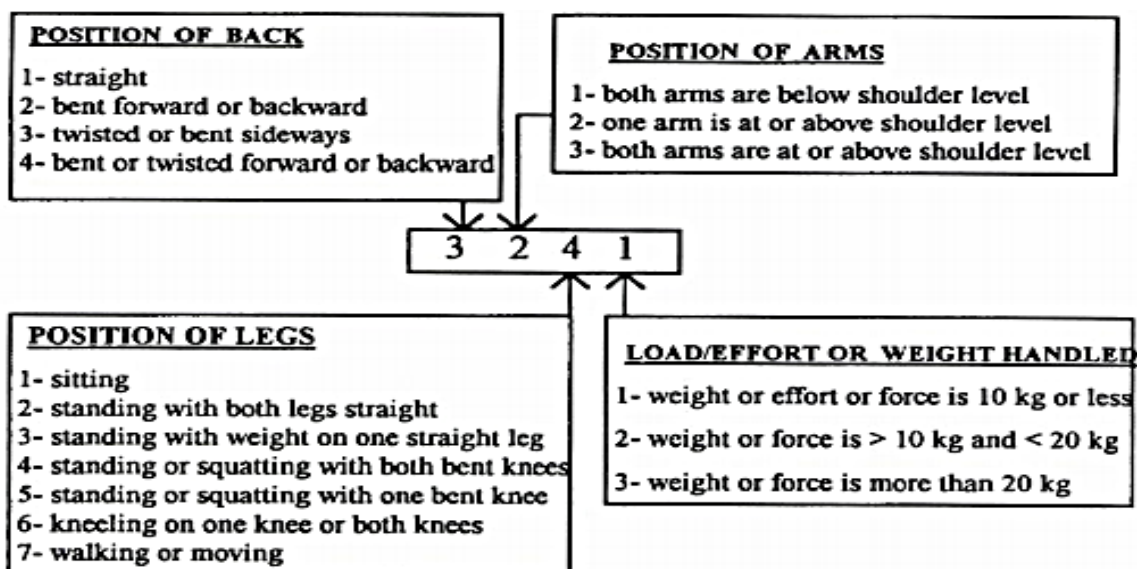 POSITION OF BACK
1- straight
2- bent forward or backward
3- twisted or bent sideways
4- bent or twisted forward or backward
POSITION OF ARMS
1- both arms are below shoulder level
2- one arm is at or above shoulder level
3- both arms are at or above shoulder level
3 2 4 1
POSITION OF LEGS
1- sitting
2- standing with both legs straight
3- standing with weight on one straight leg
4- standing or squatting with both bent knees
5- standing or squatting with one bent knee
6- kneeling on one knee or both knees
7- walking or moving
LOAD/EFFORT OR WEIGHT HANDLED
1- weight or effort or force is 10 kg or less
2- weight or force is > 10 kg and < 20 kg
3- weight or force is more than 20 kg